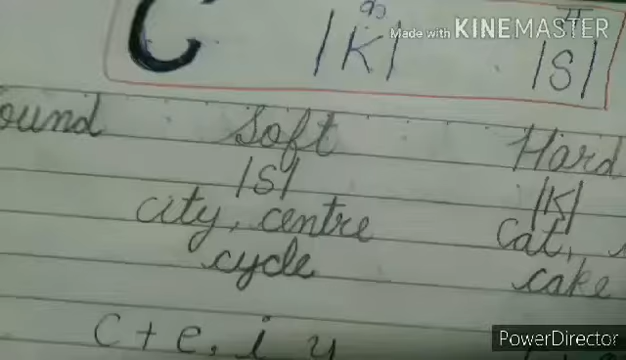 C /K/ /S/
Made with KINEMASTER
ound Soft Hard
/S/ /K/
city, centre cat,
cycle cake
C + e, i y
PowerDirector